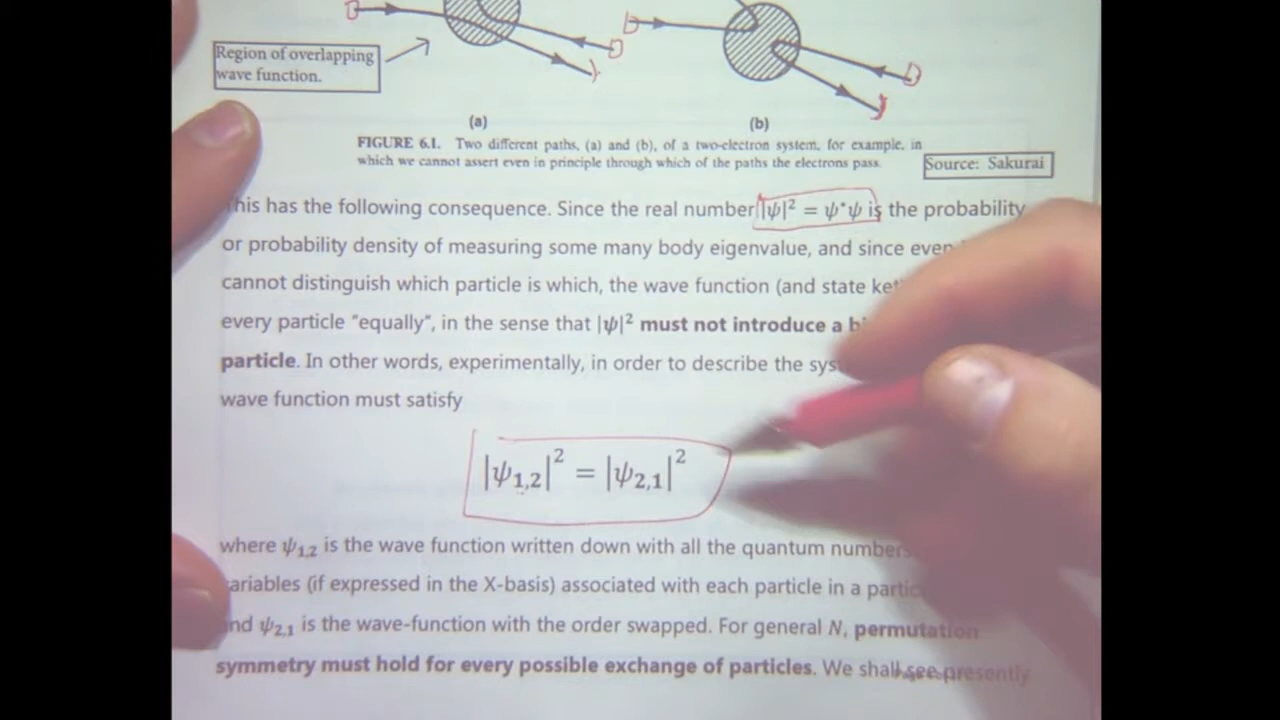 Region of overlapping
wave function.
(a)
(b)
FIGURE 6.1. Two different paths, (a) and (b), of a two-electron system, for example, in
which we cannot assert even in principle through which of the paths the electrons pass.
Source: Sakurai
This has the following consequence. Since the real number |ψ|² = ψ*ψ is the probability
or probability density of measuring some many body eigenvalue, and since even
cannot distinguish which particle is which, the wave function (and state ket
every particle "equally", in the sense that |ψ|² must not introduce a
particle. In other words, experimentally, in order to describe the
wave function must satisfy
|ψ₁,₂|² = |ψ₂,₁|²
where ψ₁,₂ is the wave function written down with all the quantum numbers
variables (if expressed in the X-basis) associated with each particle in a
and ψ₂,₁ is the wave-function with the order swapped. For general N, permutation
symmetry must hold for every possible exchange of particles. We shall see presently